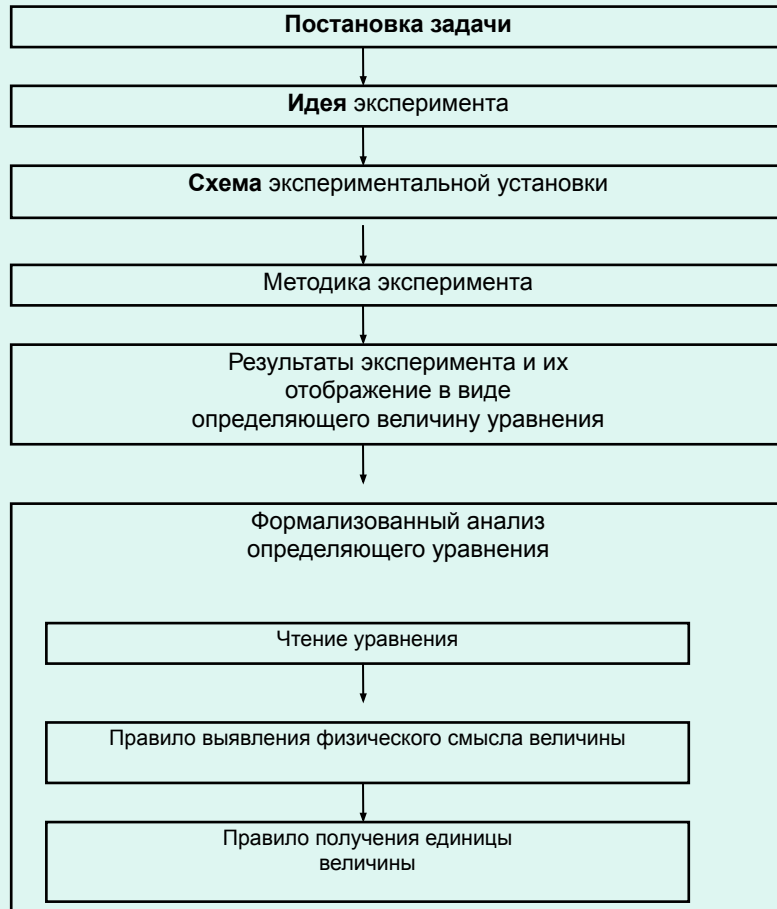 Постановка задачи
Идея эксперимента
Схема экспериментальной установки
Методика эксперимента
Результаты эксперимента и их
отображение в виде
определяющего величину уравнения
Формализованный анализ
определяющего уравнения
Чтение уравнения
Правило выявления физического смысла величины
Правило получения единицы
величины